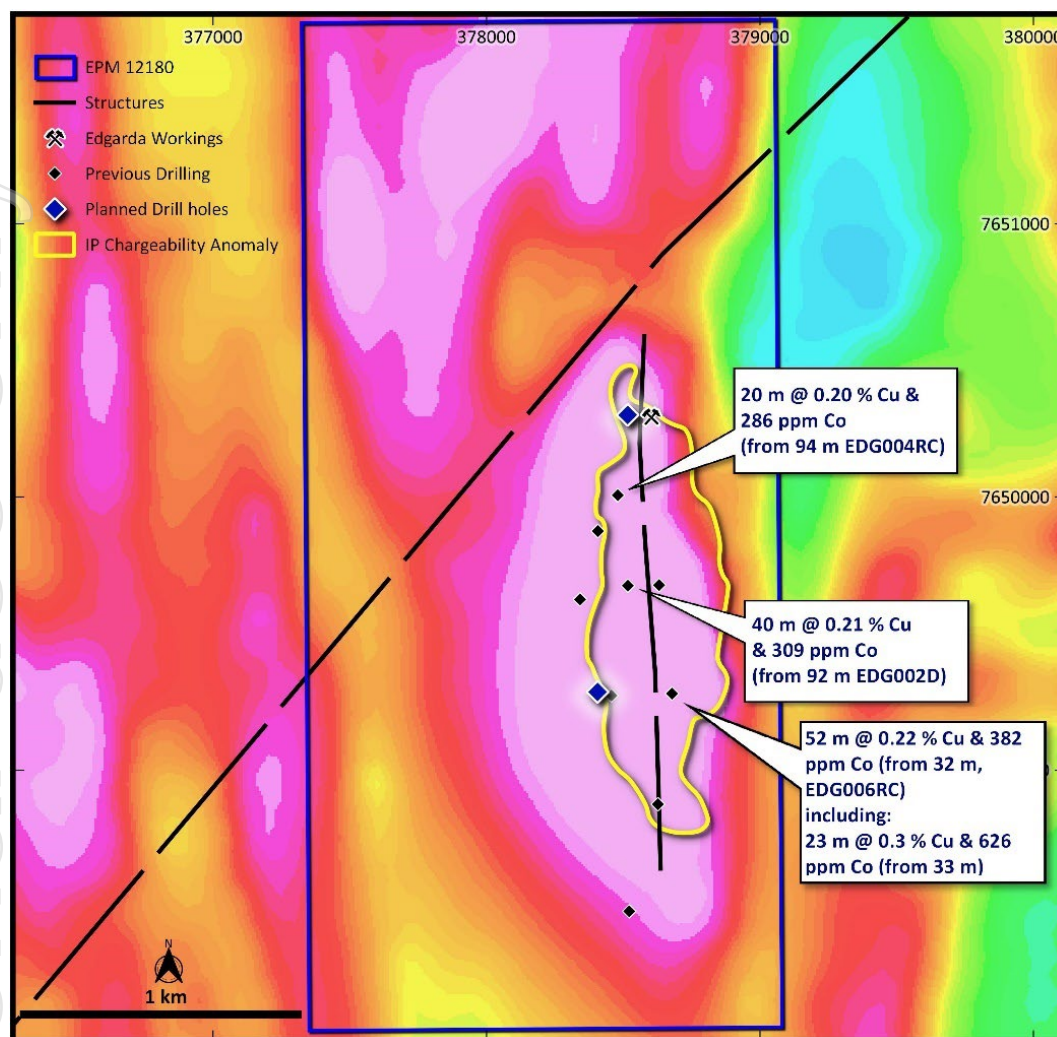 377000
378000
379000
380000
EPM 12180
Structures
Edgarda Workings
Previous Drilling
Planned Drill holes
IP Chargeability Anomaly
7651000
20 m @ 0.20 % Cu &
286 ppm Co
(from 94 m EDG004RC)
7650000
40 m @ 0.21 % Cu
& 309 ppm Co
(from 92 m EDG002D)
52 m @ 0.22 % Cu & 382
ppm Co (from 32 m,
EDG006RC)
including:
23 m @ 0.3 % Cu & 626
ppm Co (from 33 m)
N
1 km